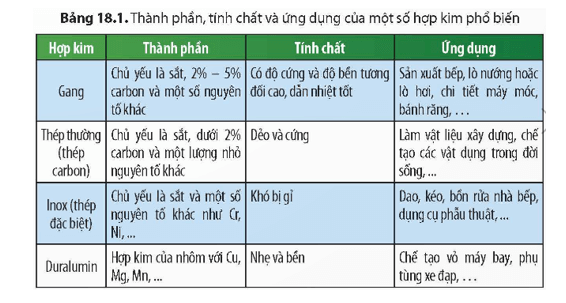 Bảng 18.1. Thành phần, tính chất và ứng dụng của một số hợp kim phổ biến
Hợp kim
Thành phần
Tính chất
Ứng dụng
Gang
Chủ yếu là sắt, 2% – 5%
carbon và một số nguyên
tố khác
Có độ cứng và độ bền tương
đối cao, dẫn nhiệt tốt
Sản xuất bếp, lò nướng hoặc
lò hơi, chi tiết máy móc,
bánh răng, …
Thép thường
(thép
carbon)
Chủ yếu là sắt, dưới 2%
carbon và một lượng nhỏ
nguyên tố khác
Dẻo và cứng
Làm vật liệu xây dựng, chế
tạo các vật dụng trong đời
sống, ...
Inox (thép
đặc biệt)
Chủ yếu là sắt và một số
nguyên tố khác như Cr,
Ni, ...
Khó bị gỉ
Dao, kéo, bồn rửa nhà bếp,
dụng cụ phẫu thuật, ...
Duralumin
Hợp kim của nhôm với Cu,
Mg, Mn, ...
Nhẹ và bền
Chế tạo vỏ máy bay, phụ
tùng xe đạp, …